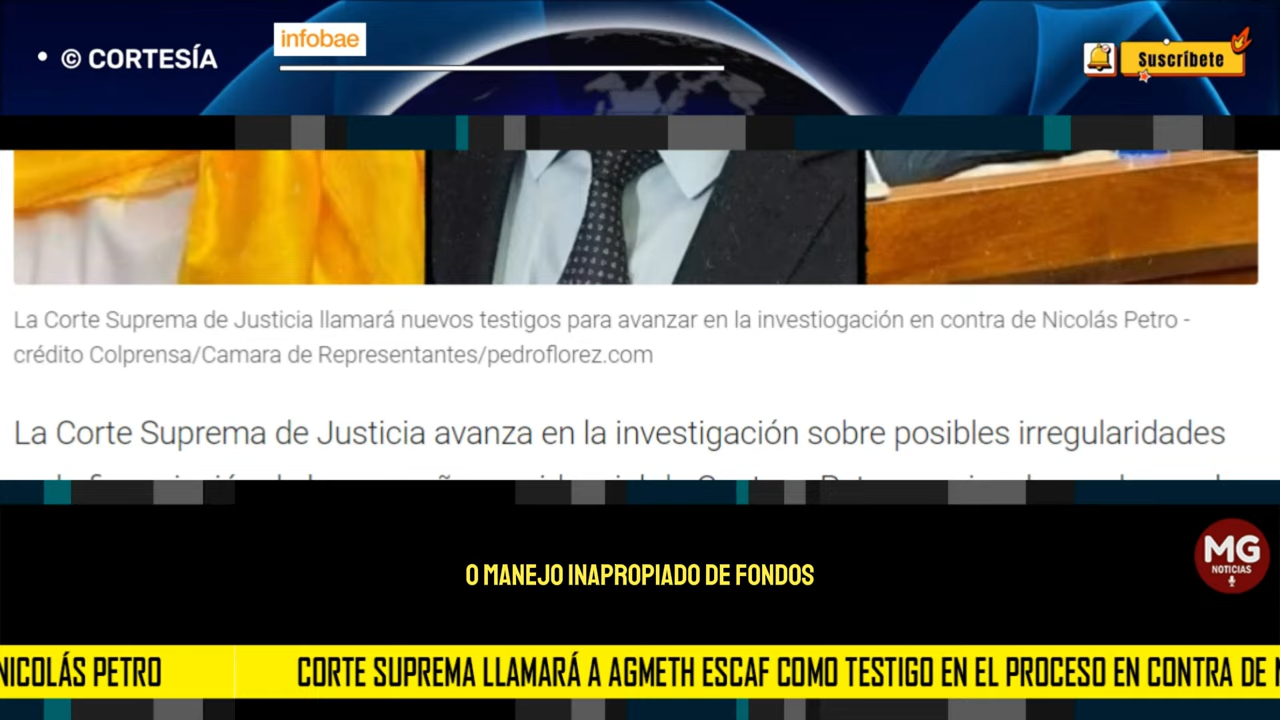 © CORTESÍA
infobae
Suscríbete
La Corte Suprema de Justicia llamará nuevos testigos para avanzar en la investiogación en contra de Nicolás Petro -
crédito Colprensa/Camara de Representantes/pedroflorez.com
La Corte Suprema de Justicia avanza en la investigación sobre posibles irregularidades
O MANEJO INAPROPIADO DE FONDOS
MG
NOTICIAS
NICOLÁS PETRO
CORTE SUPREMA LLAMARÁ A AGMETH ESCAF COMO TESTIGO EN EL PROCESO EN CONTRA DE